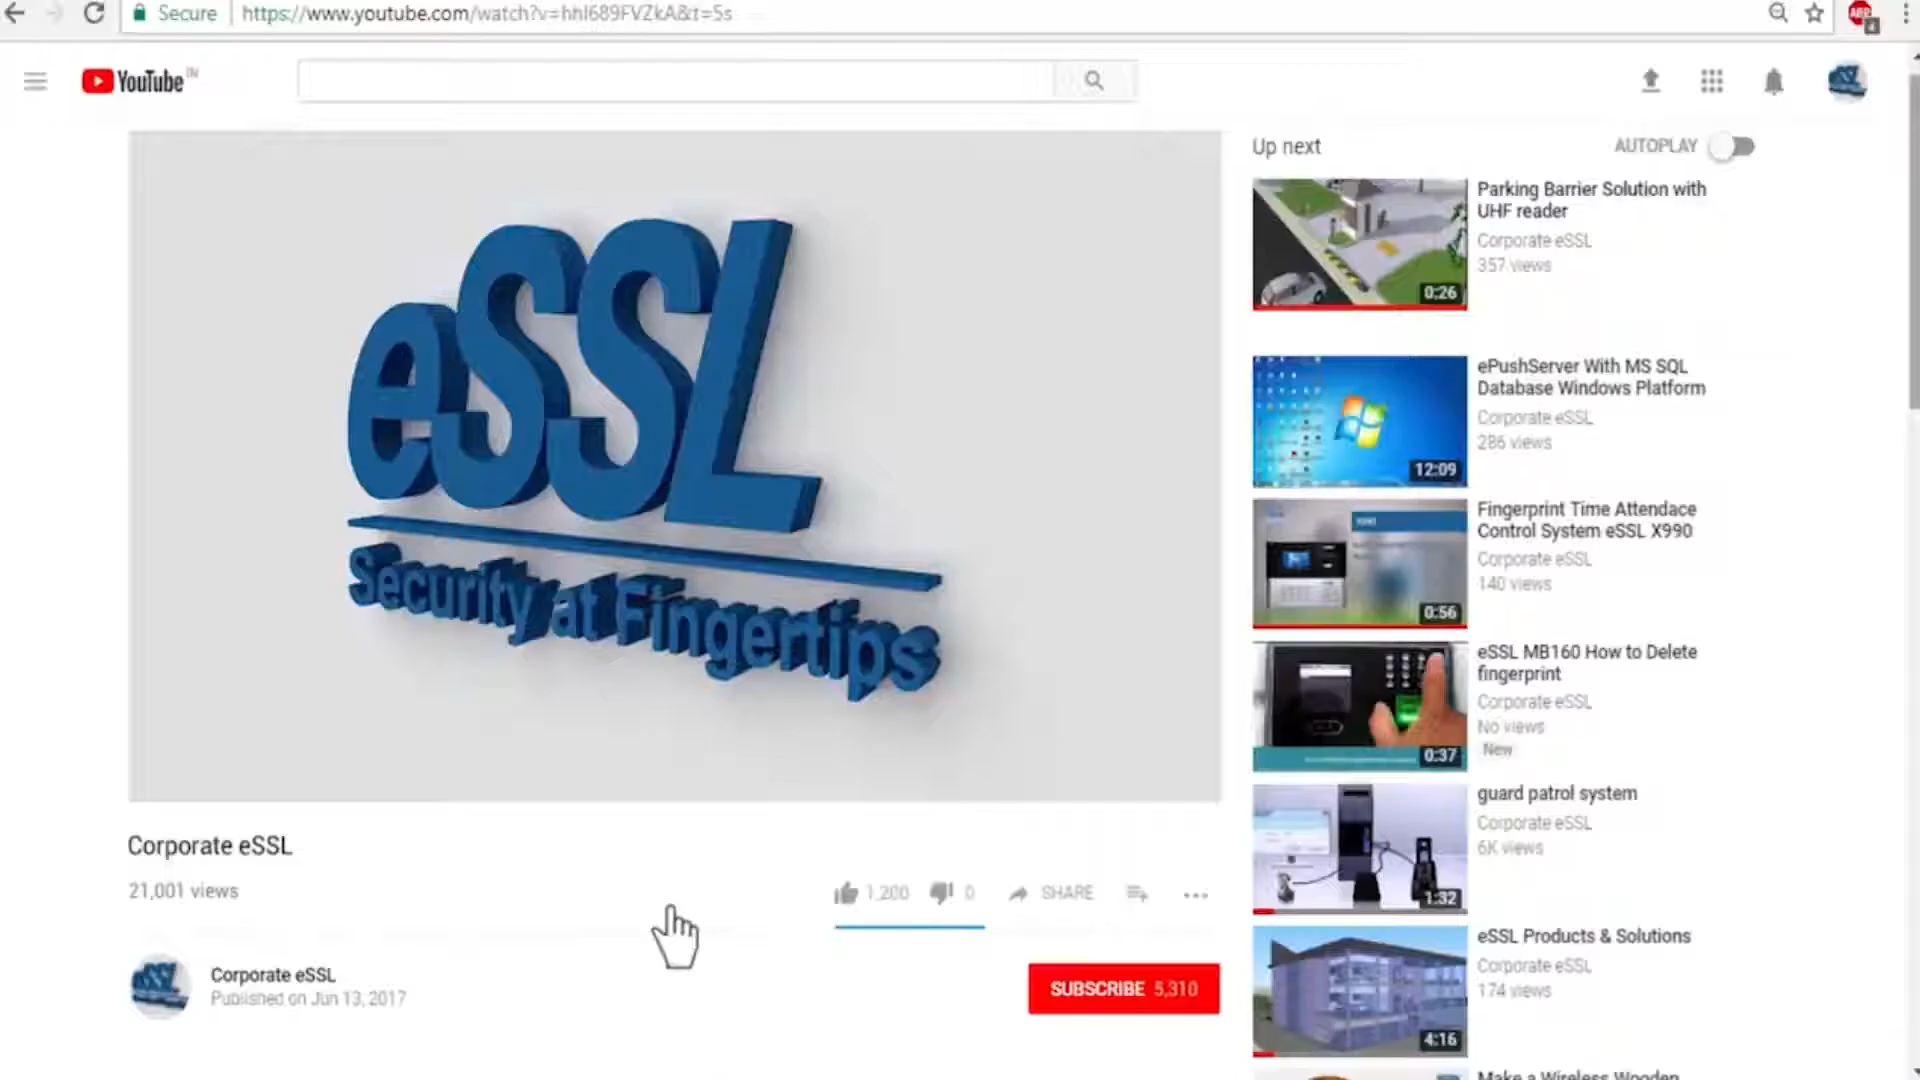 Secure
https://www.youtube.com/watch?v=hhI689FVZkA&t=5s
ABP
4
YouTube IN
eSSL
Security at Fingertips
Corporate eSSL
21,001 views
1,200
0
SHARE
Corporate eSSL
Published on Jun 13, 2017
SUBSCRIBE 5,310
Up next
AUTOPLAY
0:26
Parking Barrier Solution with
UHF reader
Corporate eSSL
357 views
12:09
ePushServer With MS SQL
Database Windows Platform
Corporate eSSL
286 views
0:56
Fingerprint Time Attendace
Control System eSSL X990
Corporate eSSL
140 views
0:37
eSSL MB160 How to Delete
fingerprint
Corporate eSSL
No views
New
1:32
guard patrol system
Corporate eSSL
6K views
4:16
eSSL Products & Solutions
Corporate eSSL
174 views
Make a Wireless Wooden